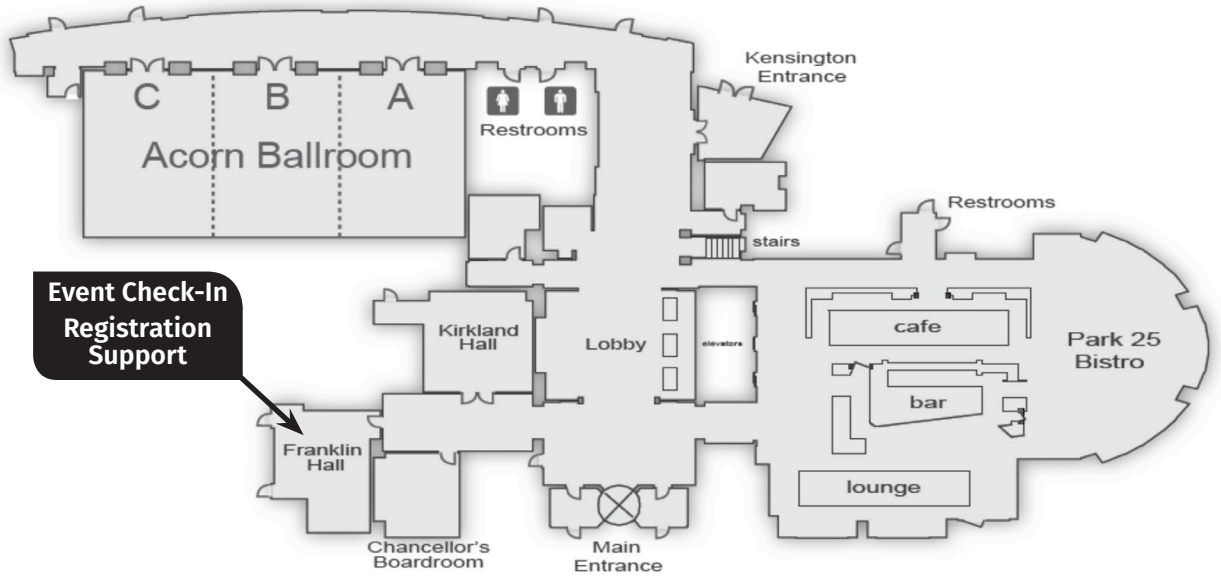 Kensington
Entrance
C
B
A
Restrooms
Acorn Ballroom
Restrooms
stairs
Event Check-In
Registration
Support
Kirkland
Hall
Lobby
elevators
cafe
Park 25
Bistro
bar
Franklin
Hall
lounge
Chancellor's
Boardroom
Main
Entrance